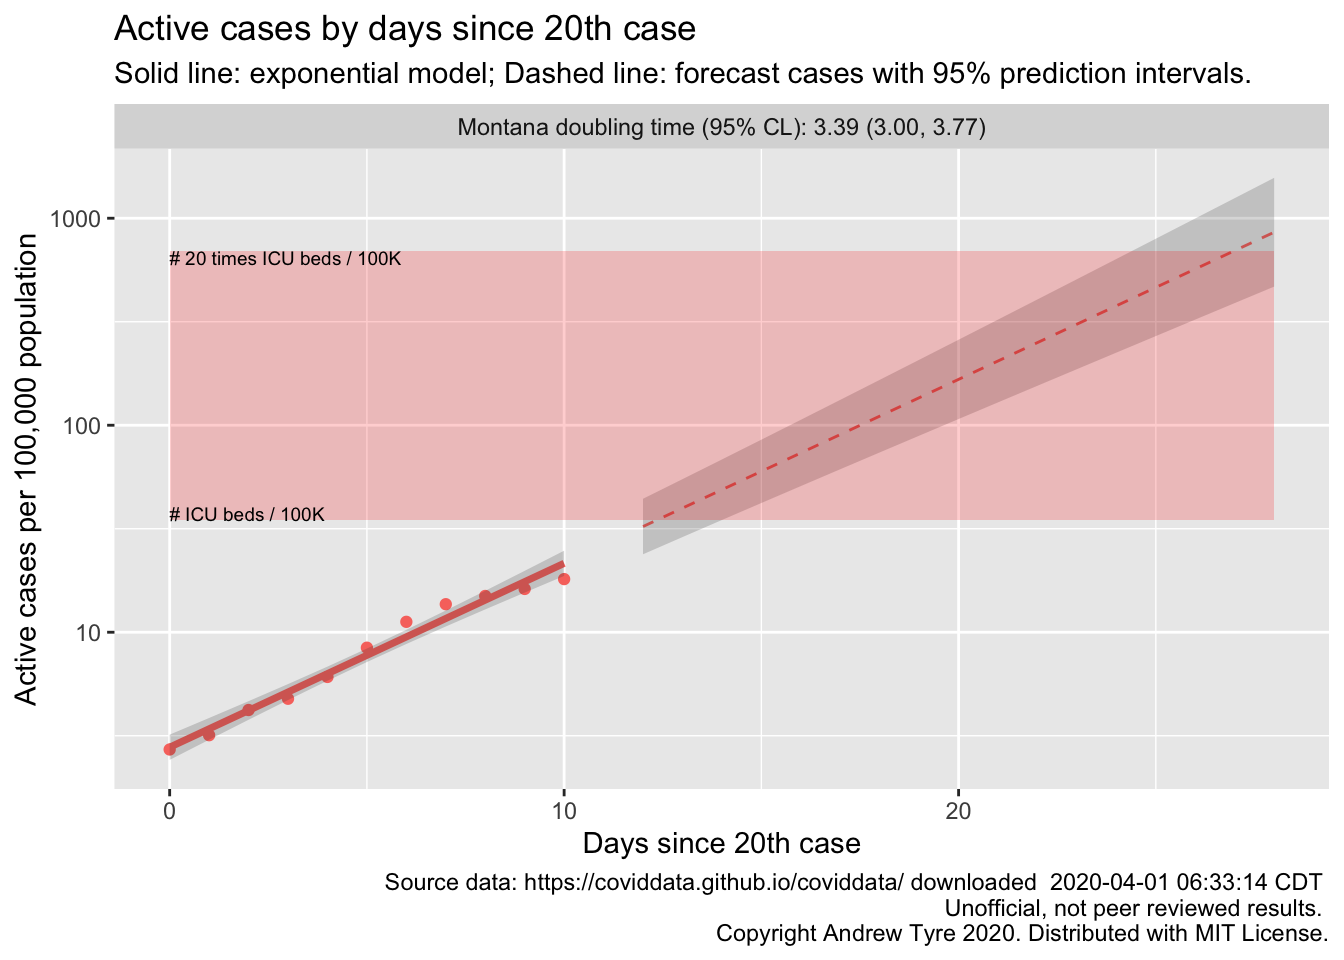 Active cases by days since 20th case
Solid line: exponential model; Dashed line: forecast cases with 95% prediction intervals.
Montana doubling time (95% CL): 3.39 (3.00, 3.77)
Active cases per 100,000 population
1000
100
10
# 20 times ICU beds / 100K
# ICU beds / 100K
0
10
20
Days since 20th case
Source data: https://coviddata.github.io/coviddata/ downloaded  2020-04-01 06:33:14 CDT
Unofficial, not peer reviewed results.
Copyright Andrew Tyre 2020. Distributed with MIT License.